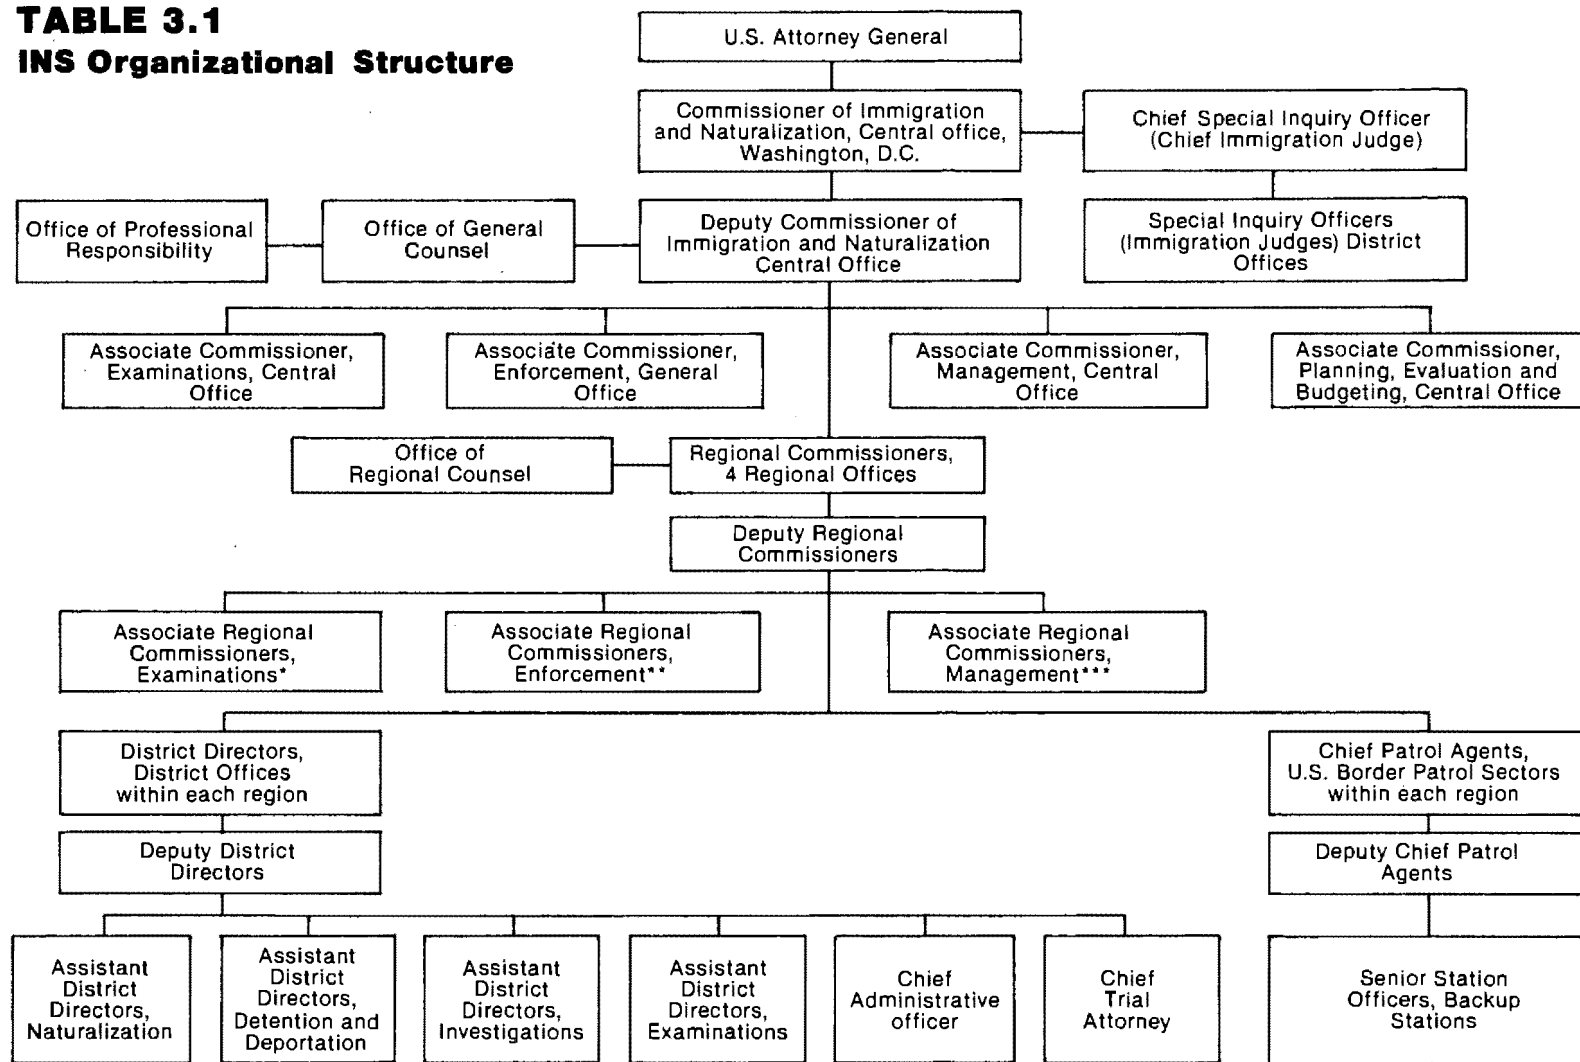 TABLE 3.1
INS Organizational Structure
U.S. Attorney General
Commissioner of Immigration
and Naturalization, Central office,
Washington, D.C.
Chief Special Inquiry Officer
(Chief Immigration Judge)
Office of Professional
Responsibility
Office of General
Counsel
Deputy Commissioner of
Immigration and Naturalization
Central Office
Special Inquiry Officers
(Immigration Judges) District
Offices
Associate Commissioner,
Examinations, Central
Office
Associate Commissioner,
Enforcement, General
Office
Associate Commissioner,
Management, Central
Office
Associate Commissioner,
Planning, Evaluation and
Budgeting, Central Office
Office of
Regional Counsel
Regional Commissioners,
4 Regional Offices
Deputy Regional
Commissioners
Associate Regional
Commissioners,
Examinations*
Associate Regional
Commissioners,
Enforcement**
Associate Regional
Commissioners,
Management***
District Directors,
District Offices
within each region
Chief Patrol Agents,
U.S. Border Patrol Sectors
within each region
Deputy District
Directors
Deputy Chief Patrol
Agents
Assistant
District
Directors,
Naturalization
Assistant
District
Directors,
Detention and
Deportation
Assistant
District
Directors,
Investigations
Assistant
District
Directors,
Examinations
Chief
Administrative
officer
Chief
Trial
Attorney
Senior Station
Officers, Backup
Stations